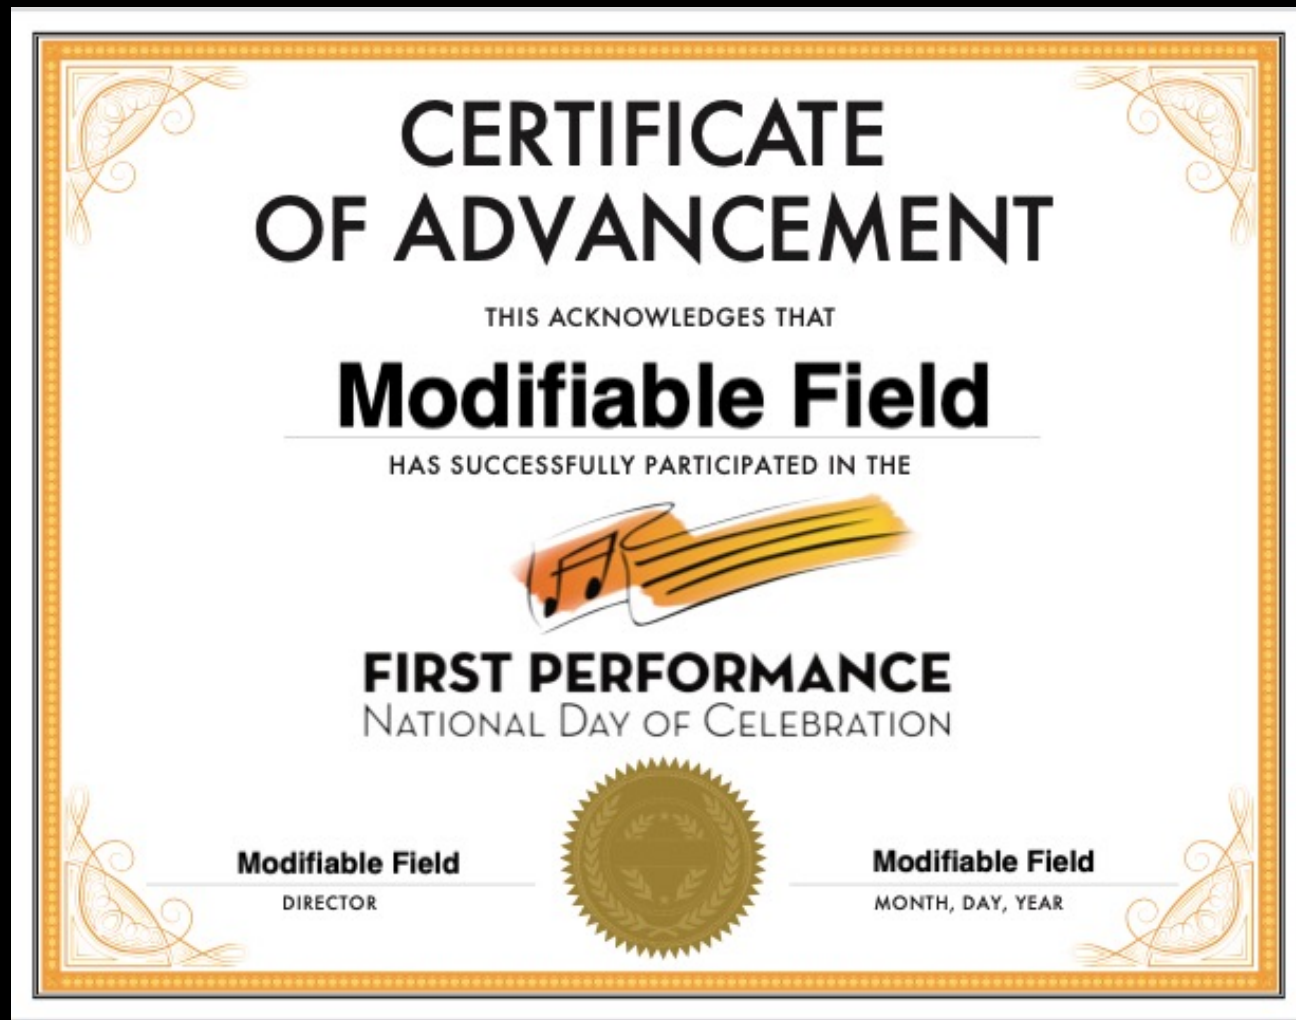 CERTIFICATE
OF ADVANCEMENT
THIS ACKNOWLEDGES THAT
Modifiable Field
HAS SUCCESSFULLY PARTICIPATED IN THE
FIRST PERFORMANCE
NATIONAL DAY OF CELEBRATION
Modifiable Field
DIRECTOR
Modifiable Field
MONTH, DAY, YEAR